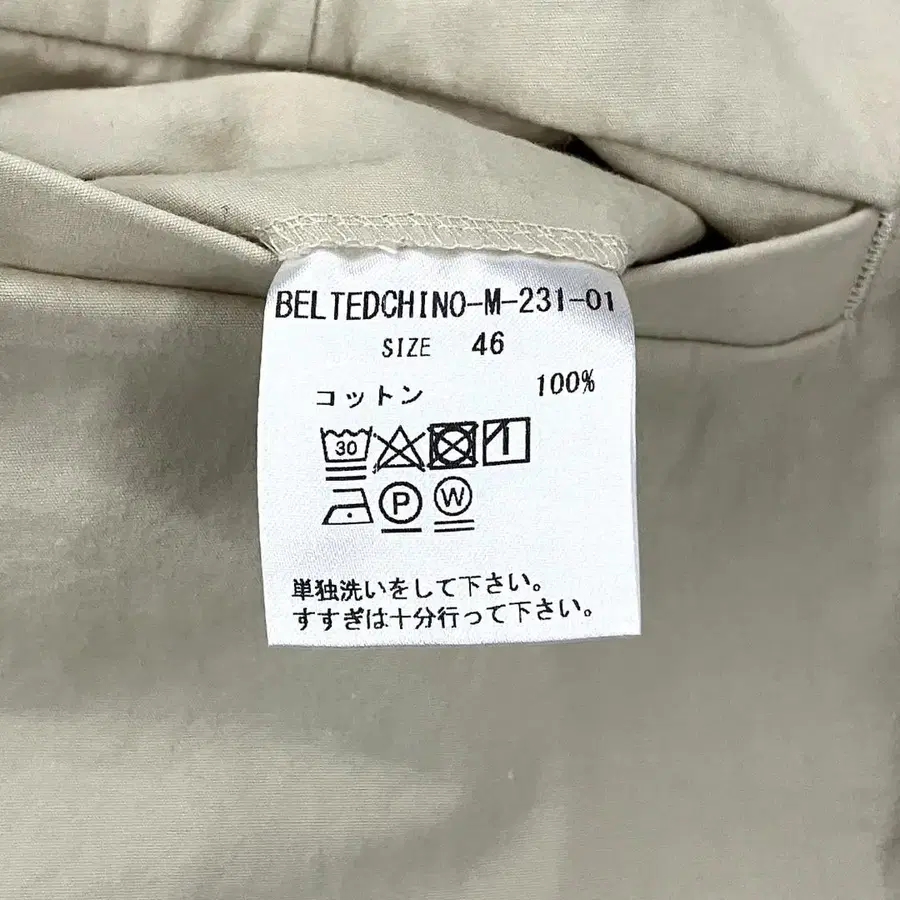 BELTEDCHINO-M-231-01
SIZE 46
コットン 100%
30
P W
単独洗いをして下さい。
すすぎは十分行って下さい。